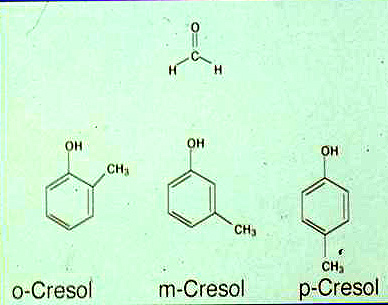 O
C
H H
OH OH OH
CH₃
CH₃
CH₃
o-Cresol m-Cresol p-Cresol